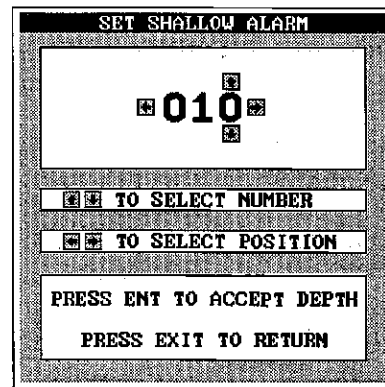 SET SHALLOW ALARM
010
TO SELECT NUMBER
TO SELECT POSITION
PRESS ENT TO ACCEPT DEPTH
PRESS EXIT TO RETURN